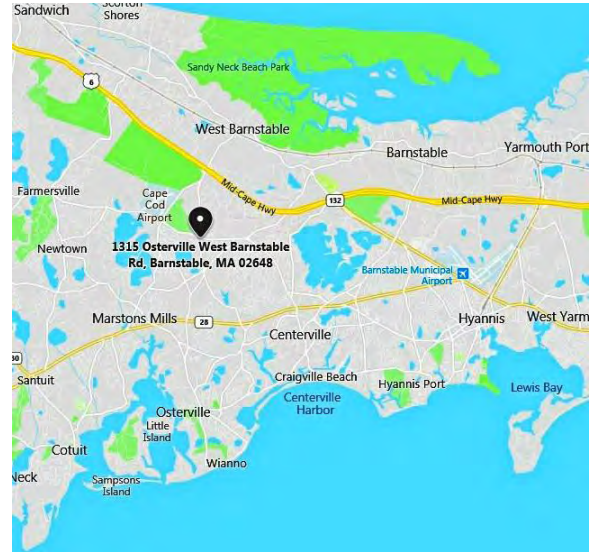 Sandwich
Scorton
Shores
6
Sandy Neck Beach Park
West Barnstable
Barnstable
Yarmouth Port
Farmersville
Cape
Cod
Airport
Mid-Cape Hwy
132
Mid-Cape Hwy
Newtown
1315 Osterville West Barnstable
Rd, Barnstable, MA 02648
Barnstable Municipal
Airport
Marstons Mills
28
Hyannis
West Yarm
Centerville
30
Santuit
Craigville Beach
Hyannis Port
Lewis Bay
Centerville
Harbor
Osterville
Little
Island
Cotuit
Wianno
Neck
Sampsons
Island